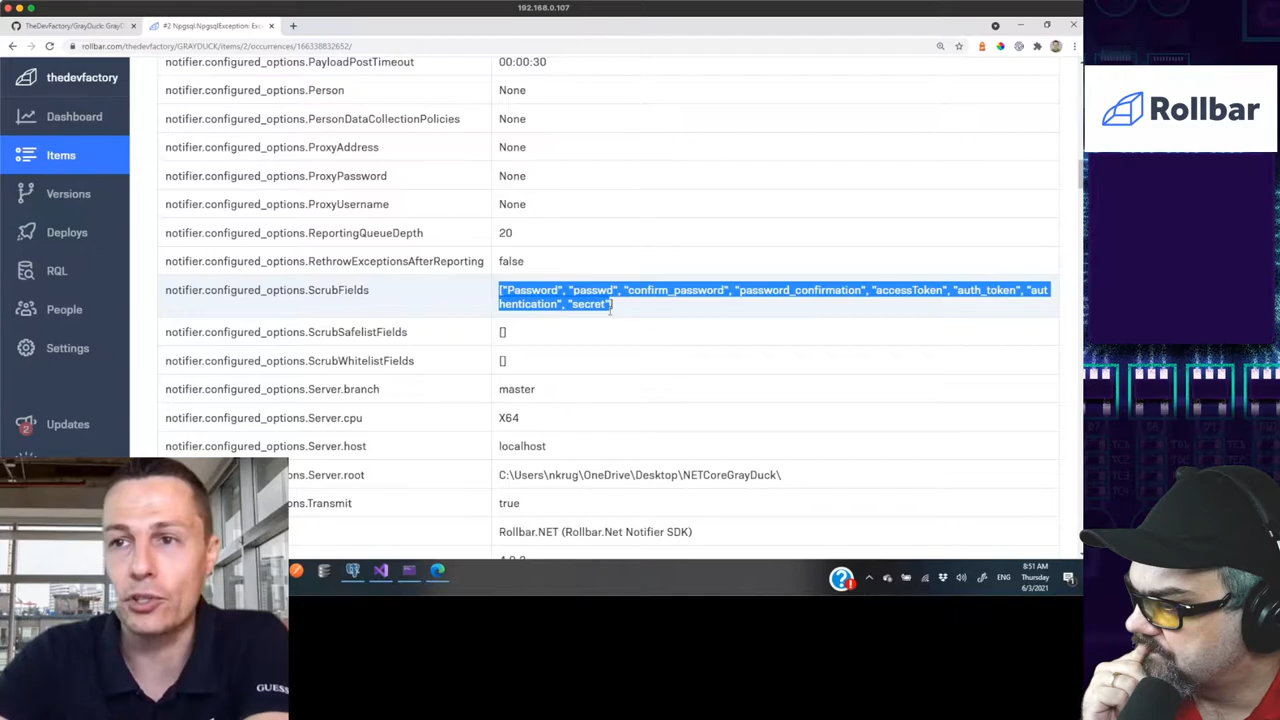 192.168.0.107
TheDevFactory/GrayDuck: GrayD
#2 Npgsql.NpgsqlException: Exce
rollbar.com/thedevfactory/GRAYDUCK/items/2/occurrences/166338832652/
thedevfactory
Dashboard
Items
Versions
Deploys
RQL
People
Settings
Updates
2
notifier.configured_options.PayloadPostTimeout 00:00:30
notifier.configured_options.Person None
notifier.configured_options.PersonDataCollectionPolicies None
notifier.configured_options.ProxyAddress None
notifier.configured_options.ProxyPassword None
notifier.configured_options.ProxyUsername None
notifier.configured_options.ReportingQueueDepth 20
notifier.configured_options.RethrowExceptionsAfterReporting false
notifier.configured_options.ScrubFields ["Password", "passwd", "confirm_password", "password_confirmation", "accessToken", "auth_token", "aut
hentication", "secret"]
notifier.configured_options.ScrubSafelistFields []
notifier.configured_options.ScrubWhitelistFields []
notifier.configured_options.Server.branch master
notifier.configured_options.Server.cpu X64
notifier.configured_options.Server.host localhost
ons.Server.root C:\Users\nkrug\OneDrive\Desktop\NETCoreGrayDuck\
ons.Transmit true
Rollbar.NET (Rollbar.Net Notifier SDK)
ENG
8:51 AM
Thursday
6/3/2021
Rollbar
GUESS